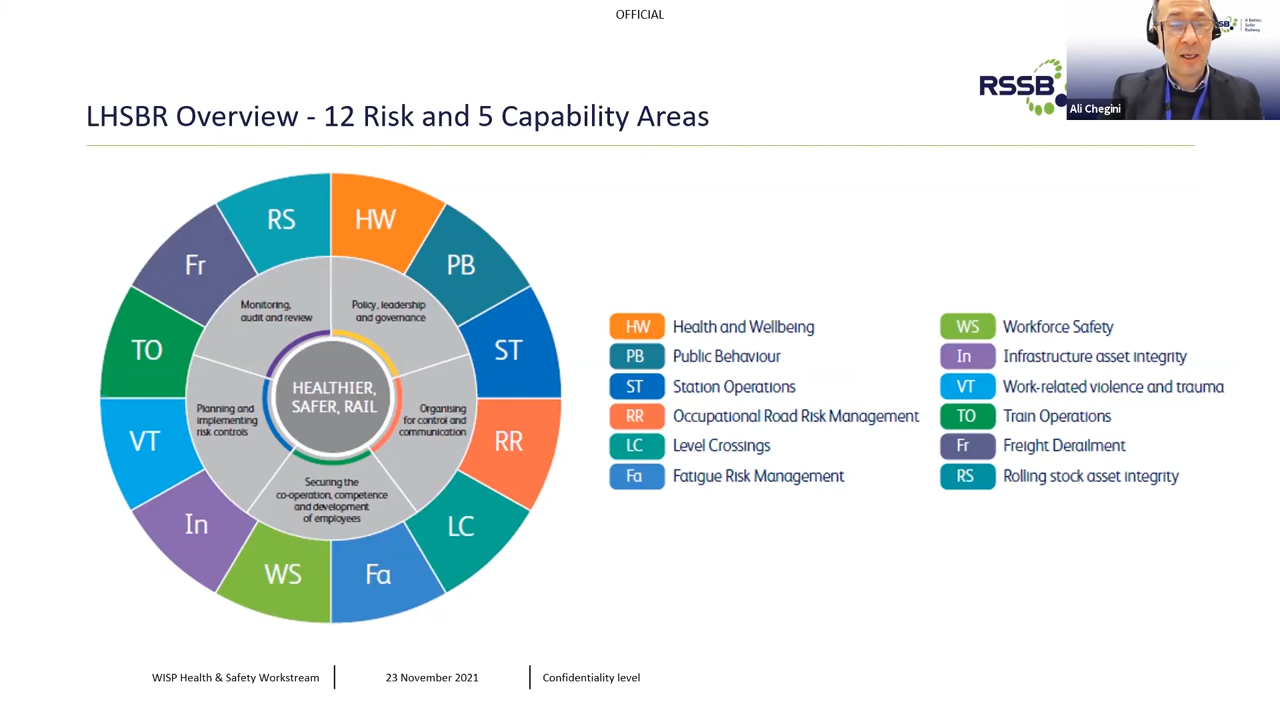 OFFICIAL
SB
A Better,
Safer
Railway
RSSB
Ali Chegini
LHSBR Overview - 12 Risk and 5 Capability Areas
RS
HW
Fr
PB
TO
ST
VT
RR
In
LC
WS
Fa
Monitoring,
audit and review
Policy, leadership
and governance
Planning and
implementing
risk controls
Organising
for control and
communication
Securing the
co-operation, competence
and development
of employees
HEALTHIER,
SAFER, RAIL
HW Health and Wellbeing
PB Public Behaviour
ST Station Operations
RR Occupational Road Risk Management
LC Level Crossings
Fa Fatigue Risk Management
WS Workforce Safety
In Infrastructure asset integrity
VT Work-related violence and trauma
TO Train Operations
Fr Freight Derailment
RS Rolling stock asset integrity
WISP Health & Safety Workstream
23 November 2021
Confidentiality level